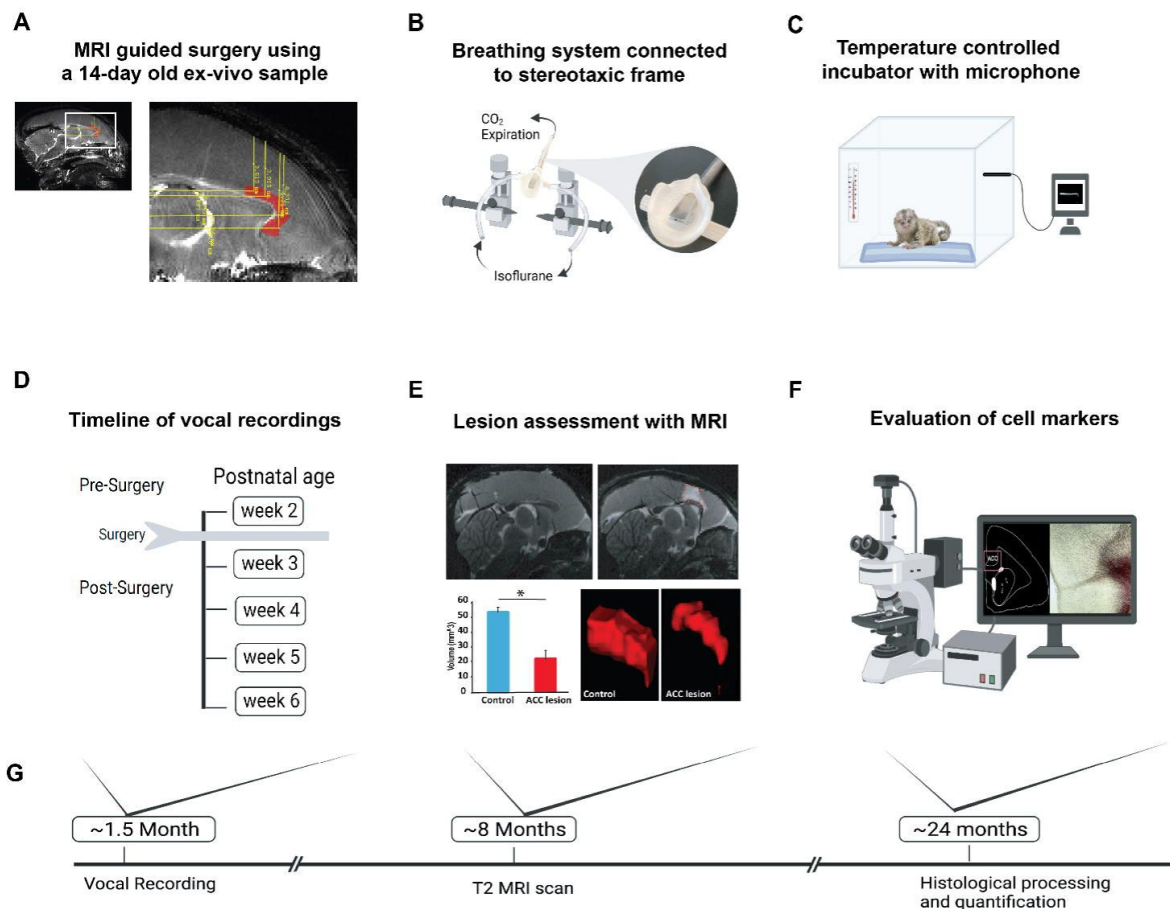 A
MRI guided surgery using
a 14-day old ex-vivo sample
B
Breathing system connected
to stereotaxic frame
CO₂
Expiration
Isoflurane
C
Temperature controlled
incubator with microphone
D
Timeline of vocal recordings
Postnatal age
Pre-Surgery
week 2
Surgery
week 3
Post-Surgery
week 4
week 5
week 6
E
Lesion assessment with MRI
Volume (mm^3)
60
50
40
30
20
10
0
*
Control
ACC lesion
Control
ACC lesion
F
Evaluation of cell markers
ACC
G
~1.5 Month
~8 Months
~24 months
Vocal Recording
T2 MRI scan
Histological processing
and quantification